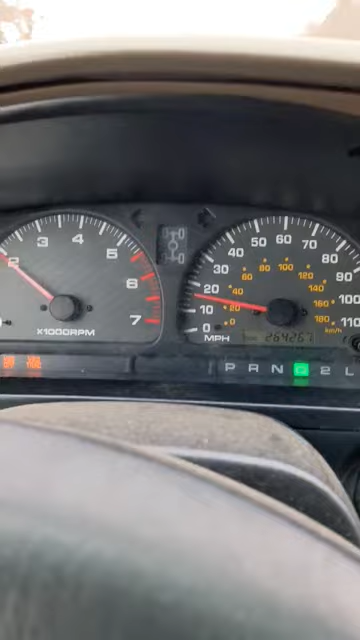 2 3 4 5 6 7
X1000RPM
0 10 20 30 40 50 60 70 80 90 100 110
0 20 40 60 80 100 120 140 160 180
km/h
MPH
264267
P R N D 2 L